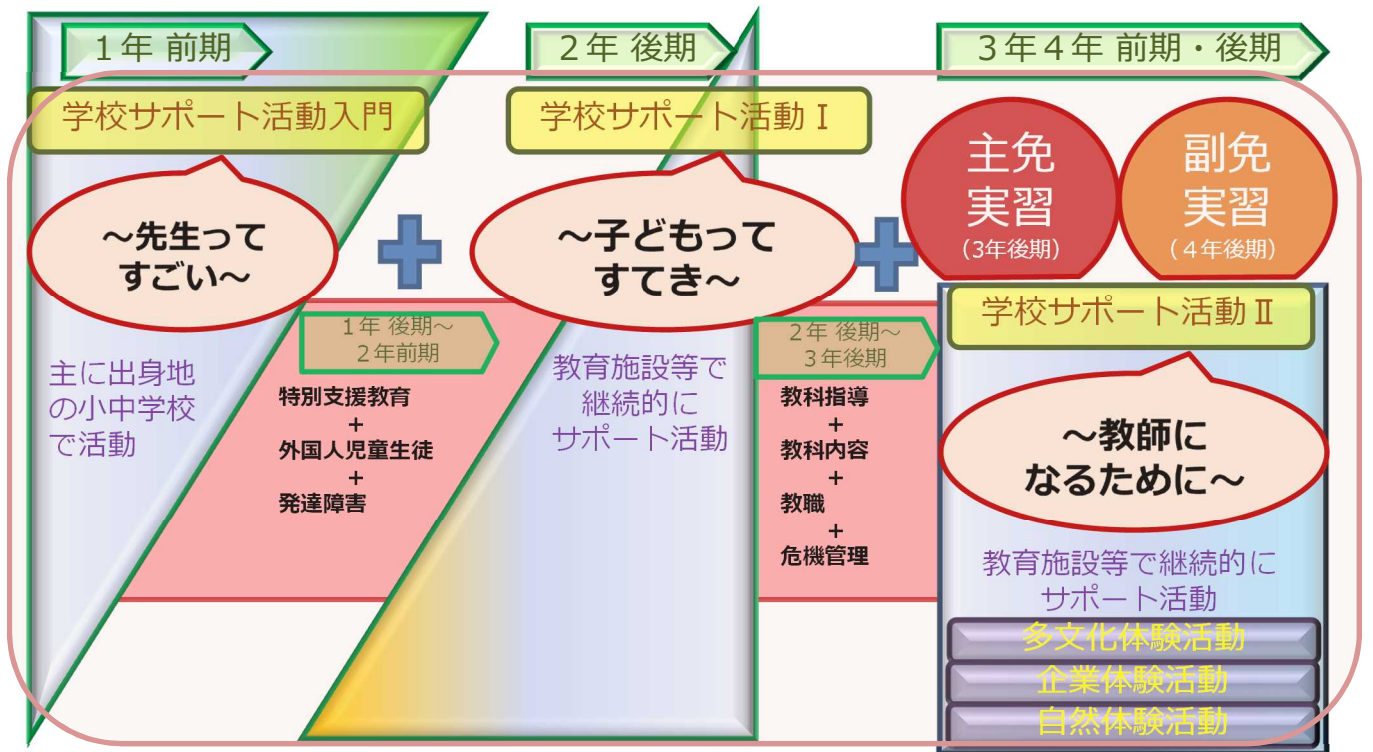 1年 前期
学校サポート活動入門
～先生って
すごい～
主に出身地
の小中学校
で活動
1年 後期～
2年前期
特別支援教育
+
外国人児童生徒
+
発達障害
2年 後期
学校サポート活動Ⅰ
～子どもって
すてき～
教育施設等で
継続的に
サポート活動
2年 後期～
3年後期
教科指導
+
教科内容
+
教職
+
危機管理
3年4年 前期・後期
主免
実習
(3年後期)
副免
実習
(4年後期)
学校サポート活動Ⅱ
～教師に
なるために～
教育施設等で継続的に
サポート活動
多文化体験活動
企業体験活動
自然体験活動